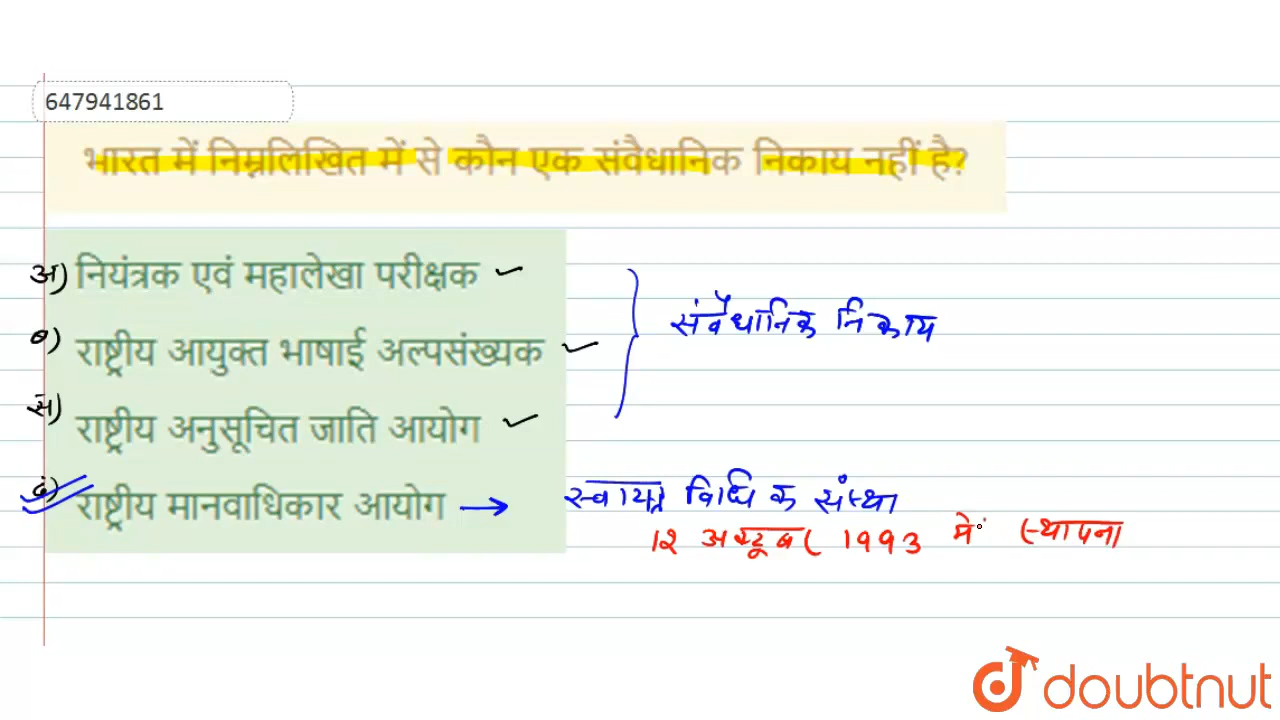 647941861
भारत में निम्नलिखित में से कौन एक संवैधानिक निकाय नहीं है?
अ) नियंत्रक एवं महालेखा परीक्षक
ब) राष्ट्रीय आयुक्त भाषाई अल्पसंख्यक
संवैधानिक निकाय
स) राष्ट्रीय अनुसूचित जाति आयोग
द) राष्ट्रीय मानवाधिकार आयोग → स्वायत्त विधिक संस्था
12 अक्टूबर 1993 में स्थापना
doubtnut